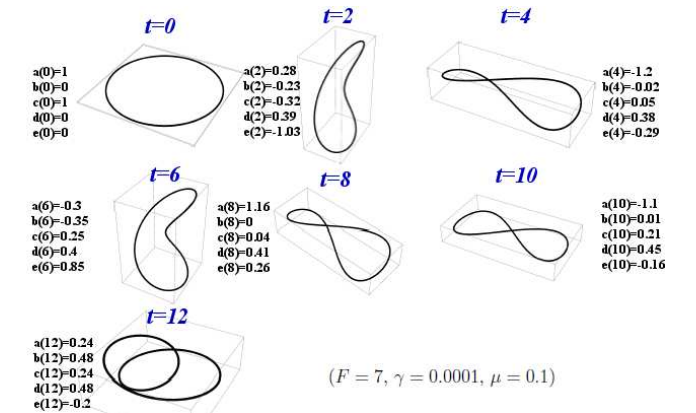 t=0
a(0)=1
b(0)=0
c(0)=1
d(0)=0
e(0)=0
t=2
a(2)=0.28
b(2)=-0.23
c(2)=-0.32
d(2)=0.39
e(2)=-1.03
t=4
a(4)=-1.2
b(4)=-0.02
c(4)=0.05
d(4)=0.38
e(4)=-0.29
t=6
a(6)=-0.3
b(6)=-0.35
c(6)=0.25
d(6)=0.4
e(6)=0.85
t=8
a(8)=1.16
b(8)=0
c(8)=0.04
d(8)=0.41
e(8)=0.26
t=10
a(10)=-1.1
b(10)=0.01
c(10)=0.21
d(10)=0.45
e(10)=-0.16
t=12
a(12)=0.24
b(12)=0.48
c(12)=0.24
d(12)=0.48
e(12)=-0.2
(F = 7, γ = 0.0001, μ = 0.1)